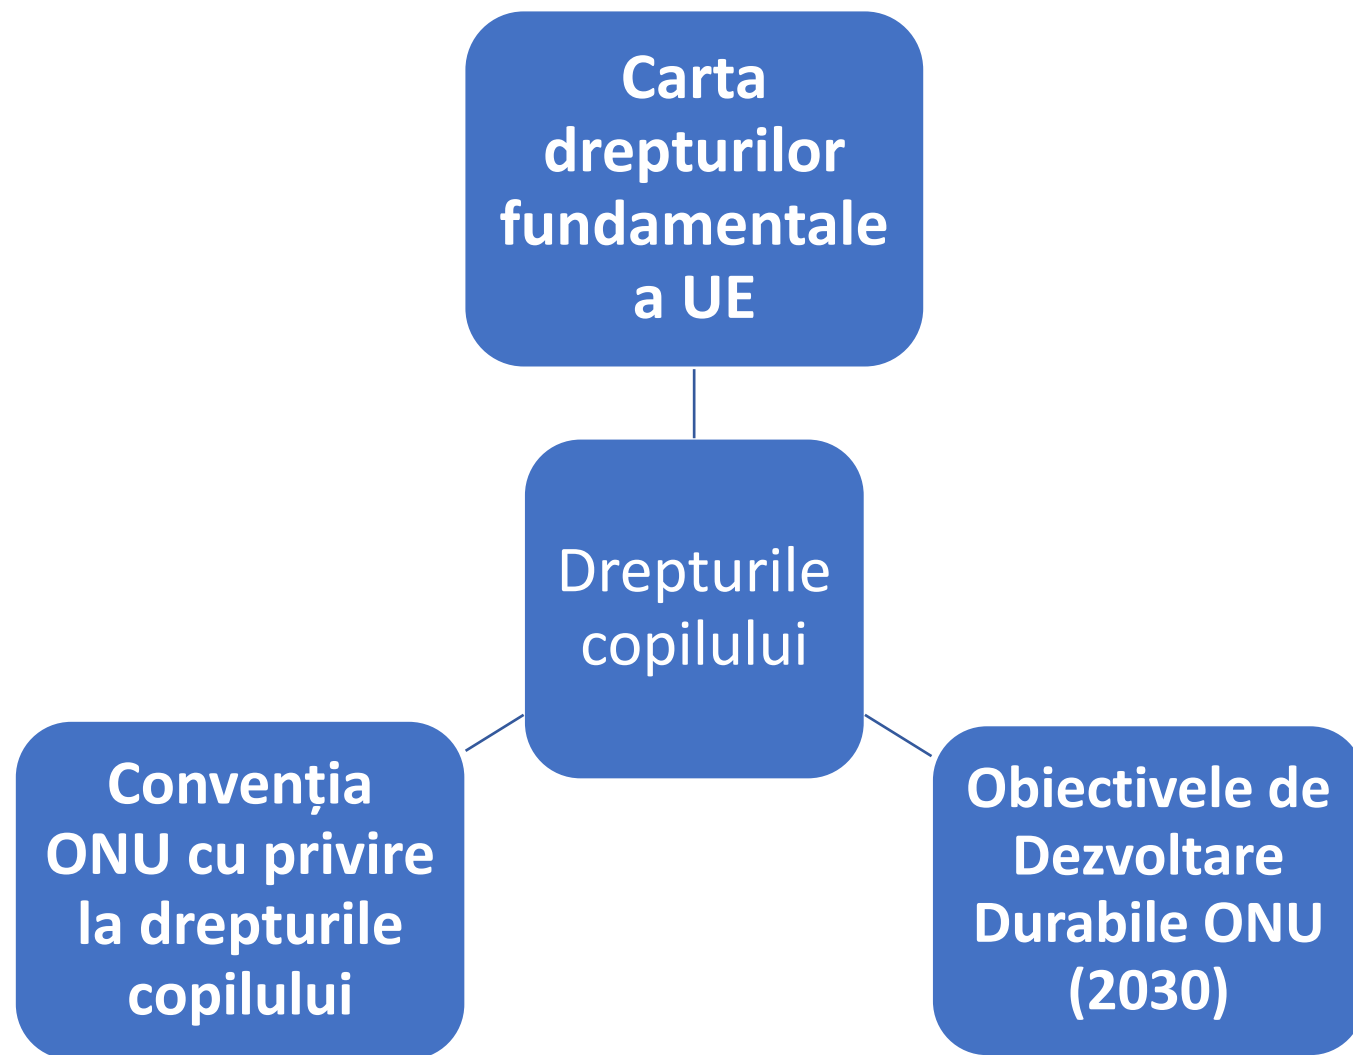 Carta
drepturilor
fundamentale
a UE
Drepturile
copilului
Convenția
ONU cu privire
la drepturile
copilului
Obiectivele de
Dezvoltare
Durabile ONU
(2030)